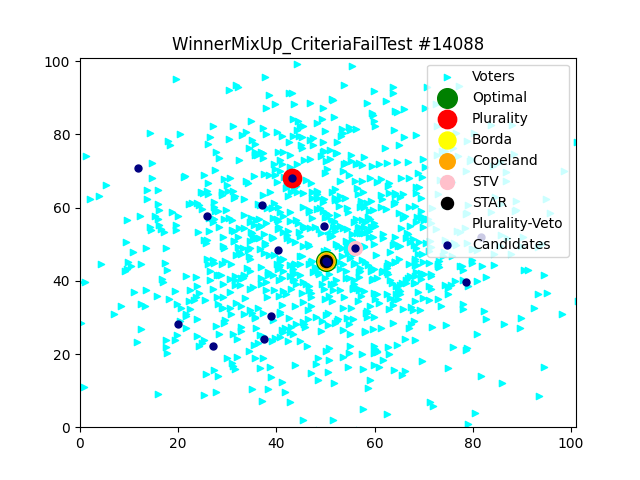 WinnerMixUp_CriteriaFailTest #14088
100
80
60
40
20
0
0
20
40
60
80
100
Voters
Optimal
Plurality
Borda
Copeland
STV
STAR
Plurality-Veto
Candidates